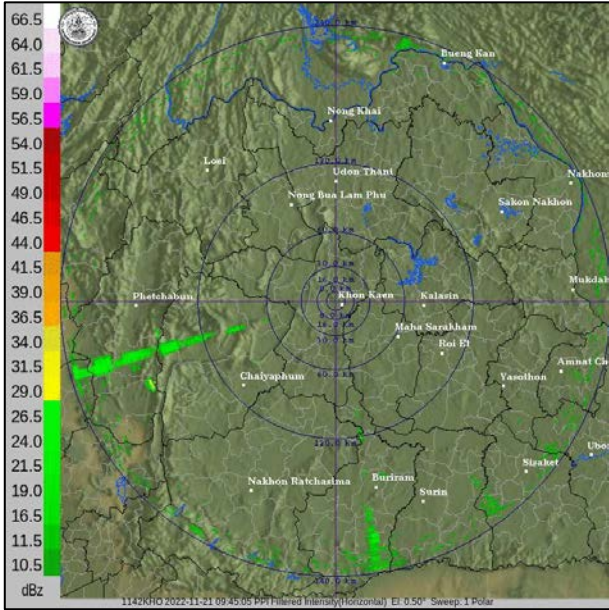 66.5
64.0
61.5
59.0
56.5
54.0
51.5
49.0
46.5
44.0
41.5
39.0
36.5
34.0
31.5
29.0
26.5
24.0
21.5
19.0
16.5
14.0
11.5
10.5
dBz
Bueng Kan
Nong Khai
Loei
Udon Thani
Nakhon
Nong Bua Lam Phu
Sakon Nakhon
Mukdah
Phetchabun
Khon Kaen
Kalasin
Maha Sarakham
Roi Et
Amnat Cha
Chaiyaphum
Yasothon
Ubon
Sisaket
Nakhon Ratchasima
Buriram
Surin
1142KHO 2022-11-21 09:45:05 PPI Filtered Intensity(Horizontal) El: 0.50° Sweep: 1 Polar